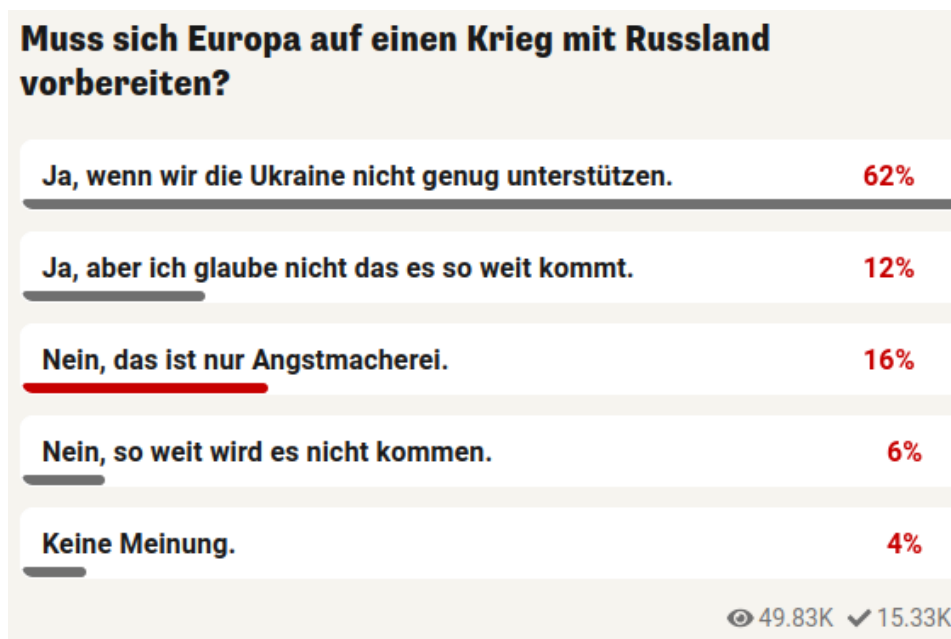 Muss sich Europa auf einen Krieg mit Russland
vorbereiten?
Ja, wenn wir die Ukraine nicht genug unterstützen. 62%
Ja, aber ich glaube nicht das es so weit kommt. 12%
Nein, das ist nur Angstmacherei. 16%
Nein, so weit wird es nicht kommen. 6%
Keine Meinung. 4%
49.83K 15.33K